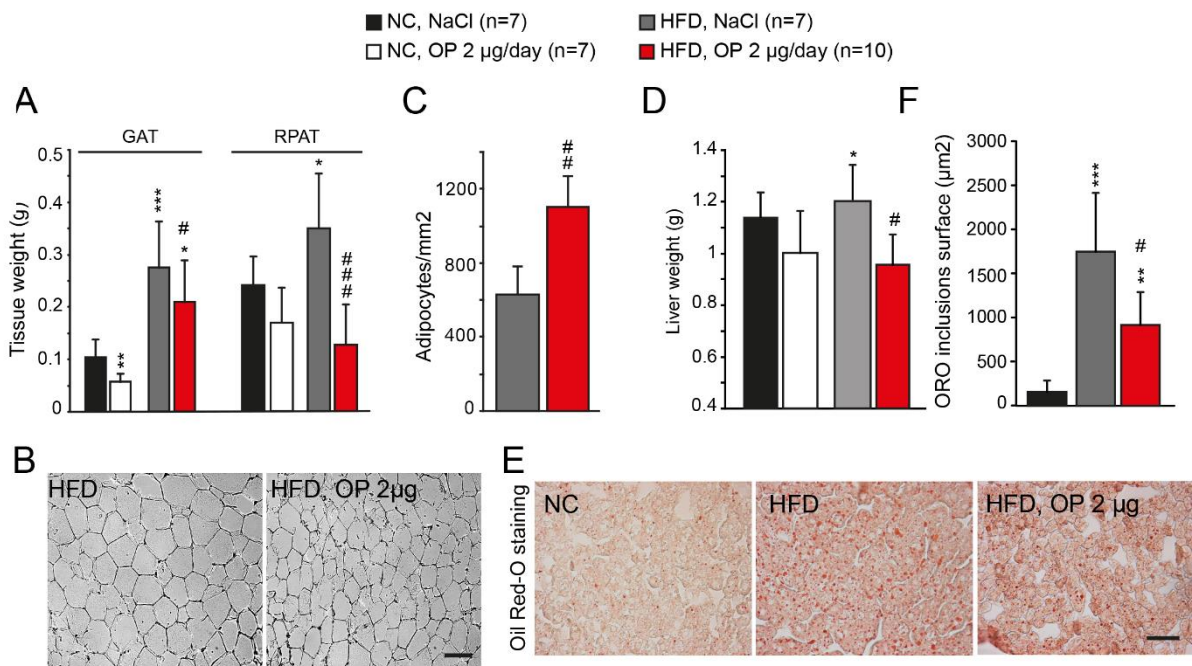 NC, NaCl (n=7)
HFD, NaCl (n=7)
NC, OP 2 µg/day (n=7)
HFD, OP 2 µg/day (n=10)
A
GAT
RPAT
Tissue weight (g)
0.5
0.4
0.3
0.2
0.1
0
**
***
#
*
*
###
C
Adipocytes/mm2
1200
800
400
0
##
D
Liver weight (g)
1.4
1.2
1
0.8
0.6
0.4
*
#
F
ORO inclusions surface (µm2)
3000
2500
2000
1500
1000
500
0
***
#
**
B
HFD
HFD, OP 2µg
E
Oil Red-O staining
NC
HFD
HFD, OP 2 µg